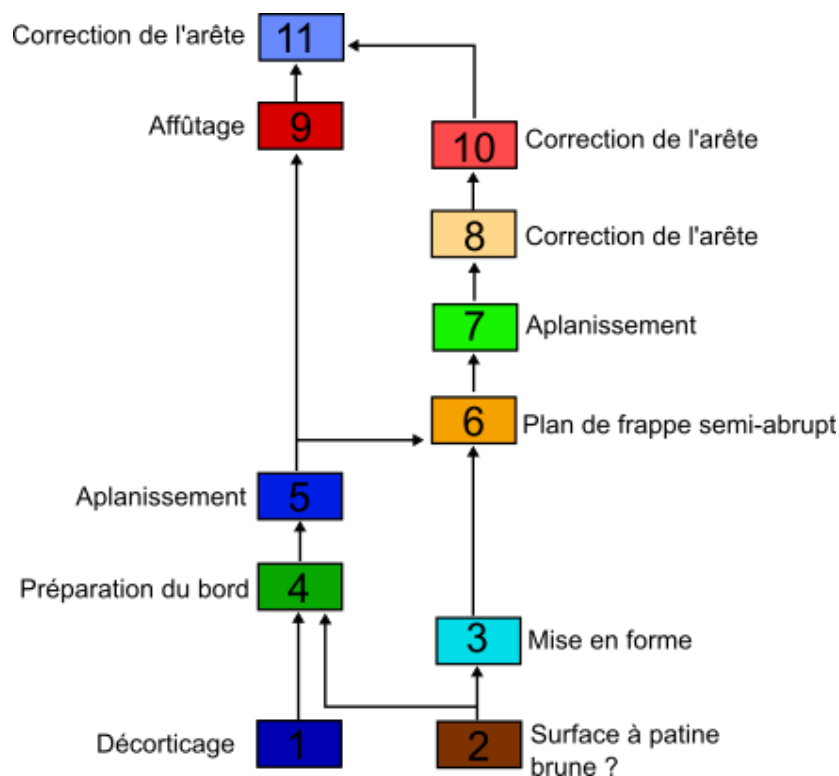 Correction de l'arête 11
Affûtage 9
10 Correction de l'arête
8 Correction de l'arête
7 Aplanissement
6 Plan de frappe semi-abrupt
Aplanissement 5
Préparation du bord 4
3 Mise en forme
Décorticage 1
2 Surface à patine
brune ?